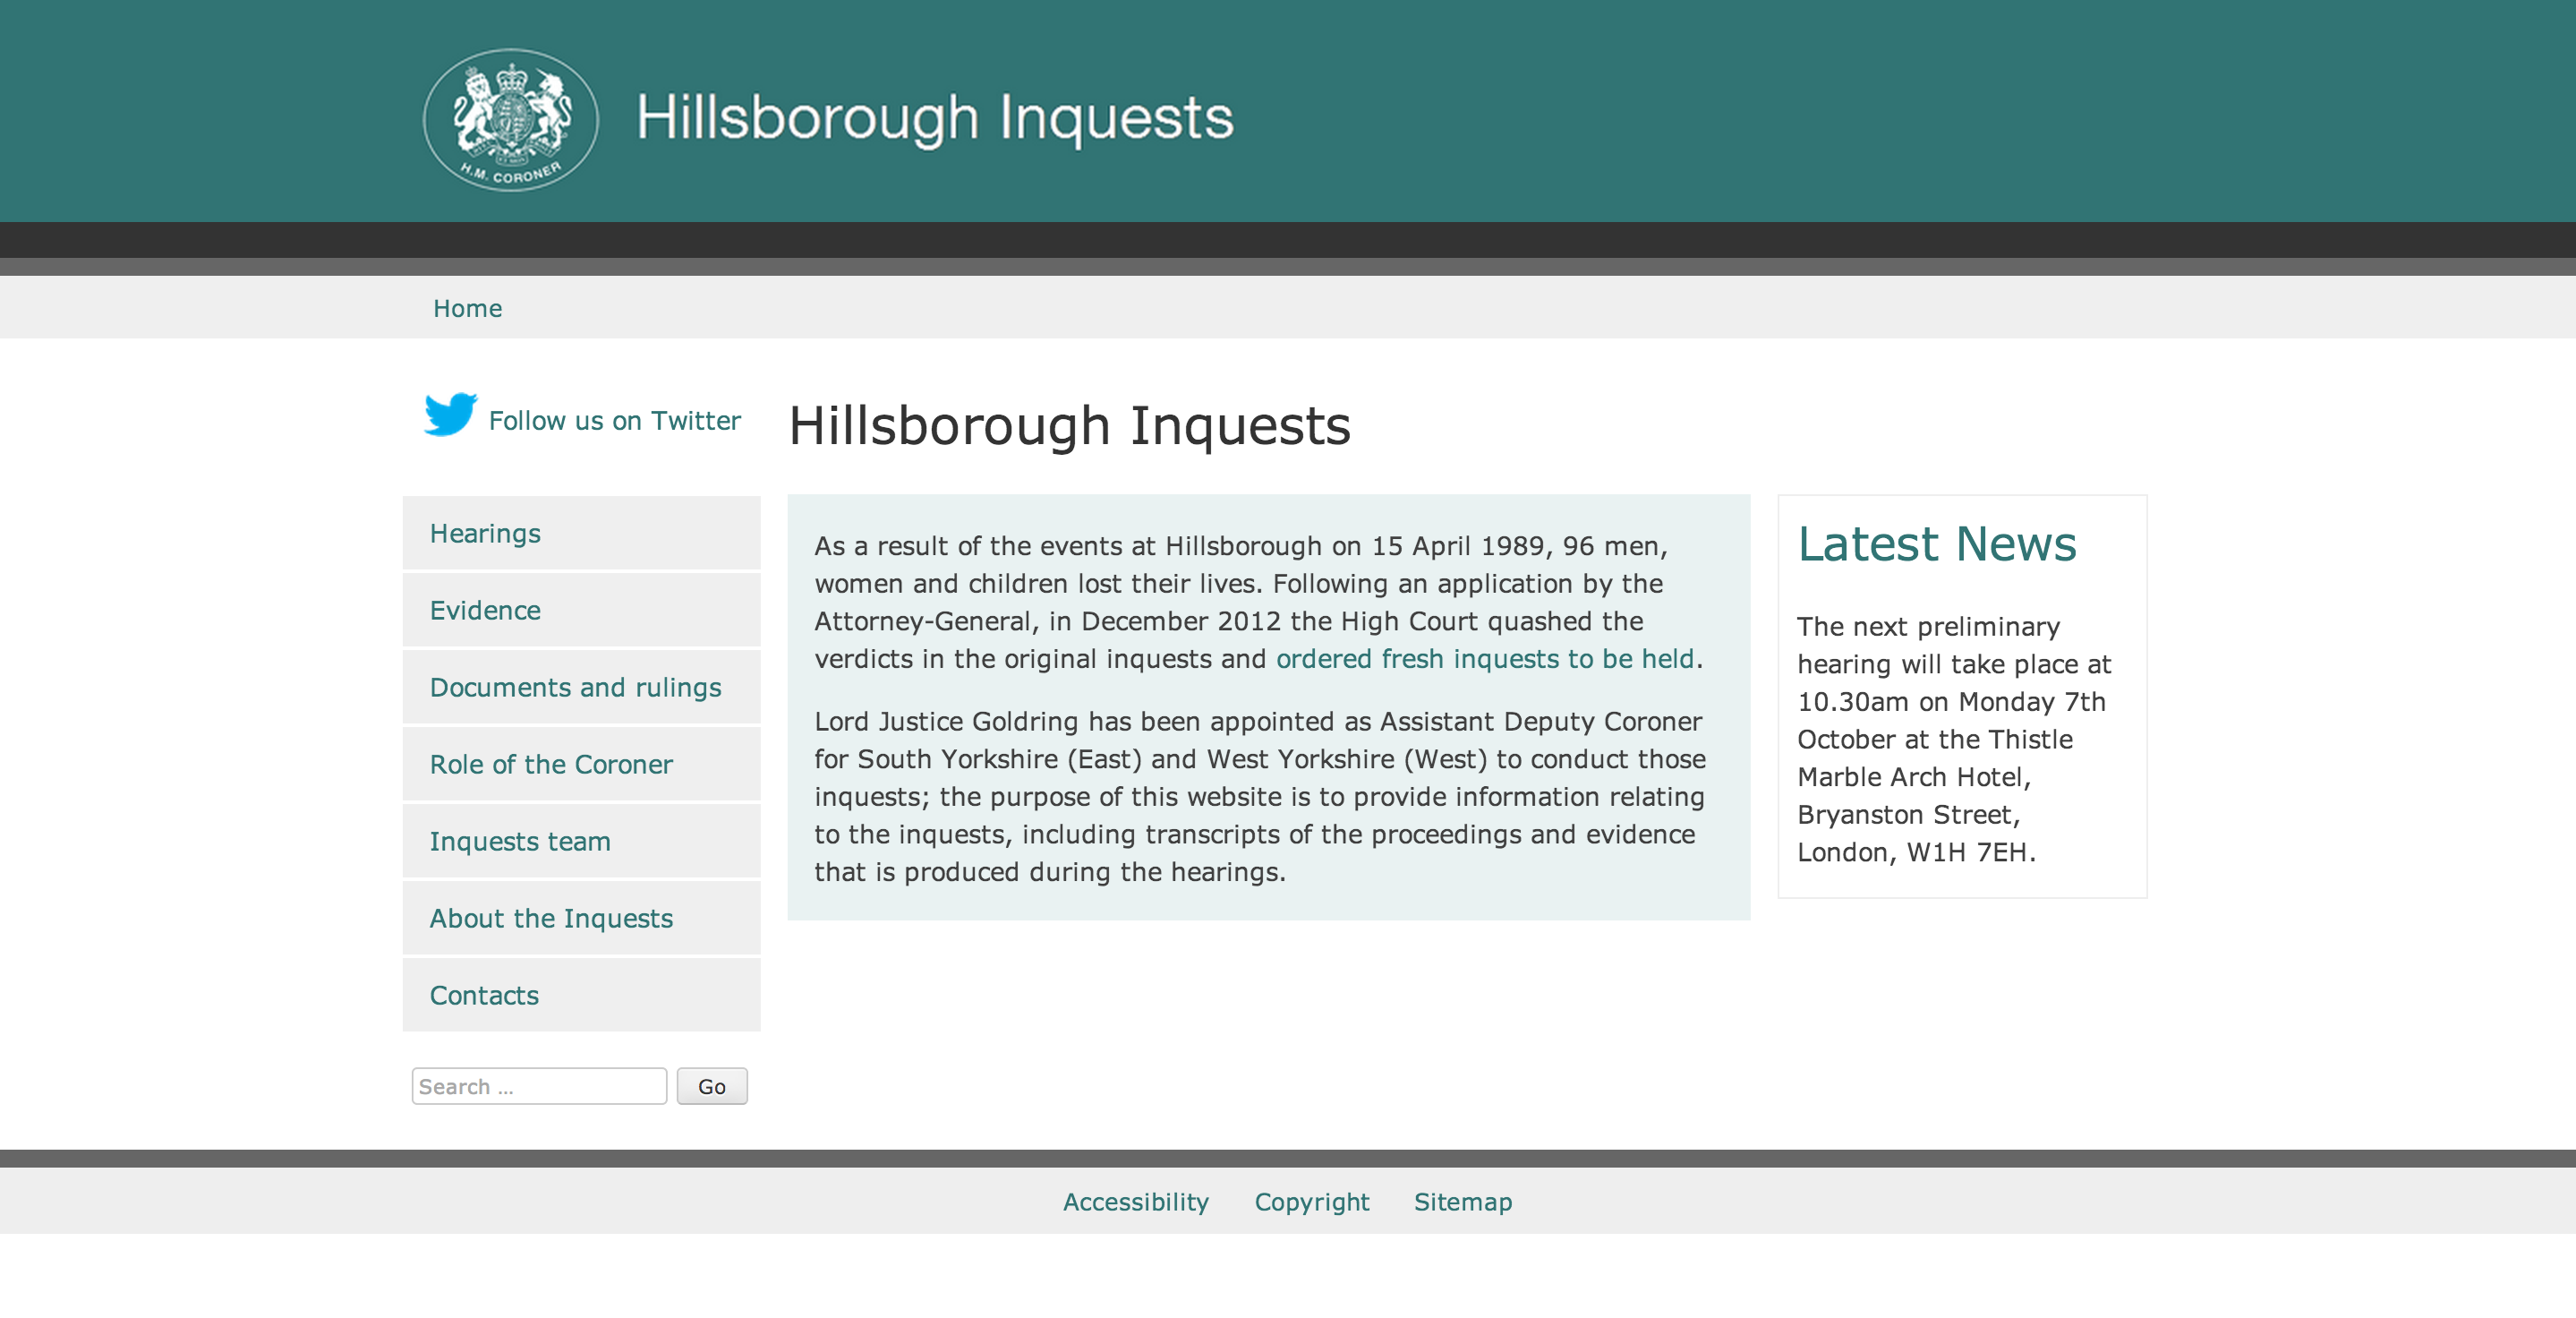 H.M. CORONER
Hillsborough Inquests
Home
Follow us on Twitter
Hearings
Evidence
Documents and rulings
Role of the Coroner
Inquests team
About the Inquests
Contacts
Search ...
Go
Hillsborough Inquests
As a result of the events at Hillsborough on 15 April 1989, 96 men,
women and children lost their lives. Following an application by the
Attorney-General, in December 2012 the High Court quashed the
verdicts in the original inquests and ordered fresh inquests to be held.
Lord Justice Goldring has been appointed as Assistant Deputy Coroner
for South Yorkshire (East) and West Yorkshire (West) to conduct those
inquests; the purpose of this website is to provide information relating
to the inquests, including transcripts of the proceedings and evidence
that is produced during the hearings.
Latest News
The next preliminary
hearing will take place at
10.30am on Monday 7th
October at the Thistle
Marble Arch Hotel,
Bryanston Street,
London, W1H 7EH.
Accessibility
Copyright
Sitemap